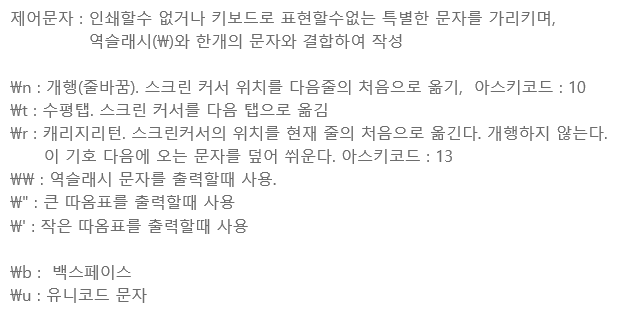 제어문자 : 인쇄할수 없거나 키보드로 표현할수없는 특별한 문자를 가리키며,
역슬래시(₩)와 한개의 문자와 결합하여 작성
₩n : 개행(줄바꿈). 스크린 커서 위치를 다음줄의 처음으로 옮기, 아스키코드 : 10
₩t : 수평탭. 스크린 커서를 다음 탭으로 옮김
₩r : 캐리지리턴. 스크린커서의 위치를 현재 줄의 처음으로 옮긴다. 개행하지 않는다.
이 기호 다음에 오는 문자를 덮어 쒸운다. 아스키코드 : 13
₩₩ : 역슬래시 문자를 출력할때 사용.
₩" : 큰 따옴표를 출력할때 사용
₩' : 작은 따옴표를 출력할때 사용
₩b : 백스페이스
₩u : 유니코드 문자